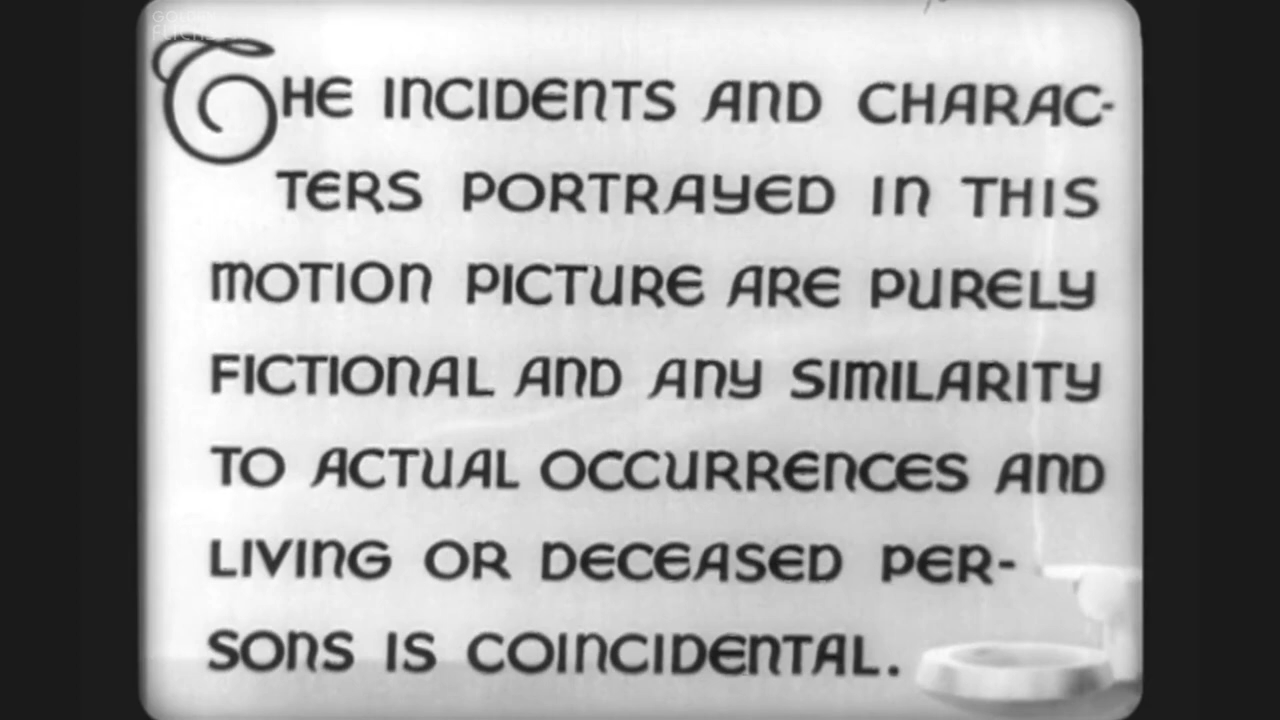 GOLDEN
THE INCIDENTS AND CHARAC-
TERS PORTRAYED IN THIS
MOTION PICTURE ARE PURELY
FICTIONAL AND ANY SIMILARITY
TO ACTUAL OCCURRENCES AND
LIVING OR DECEASED PER-
SONS IS COINCIDENTAL.